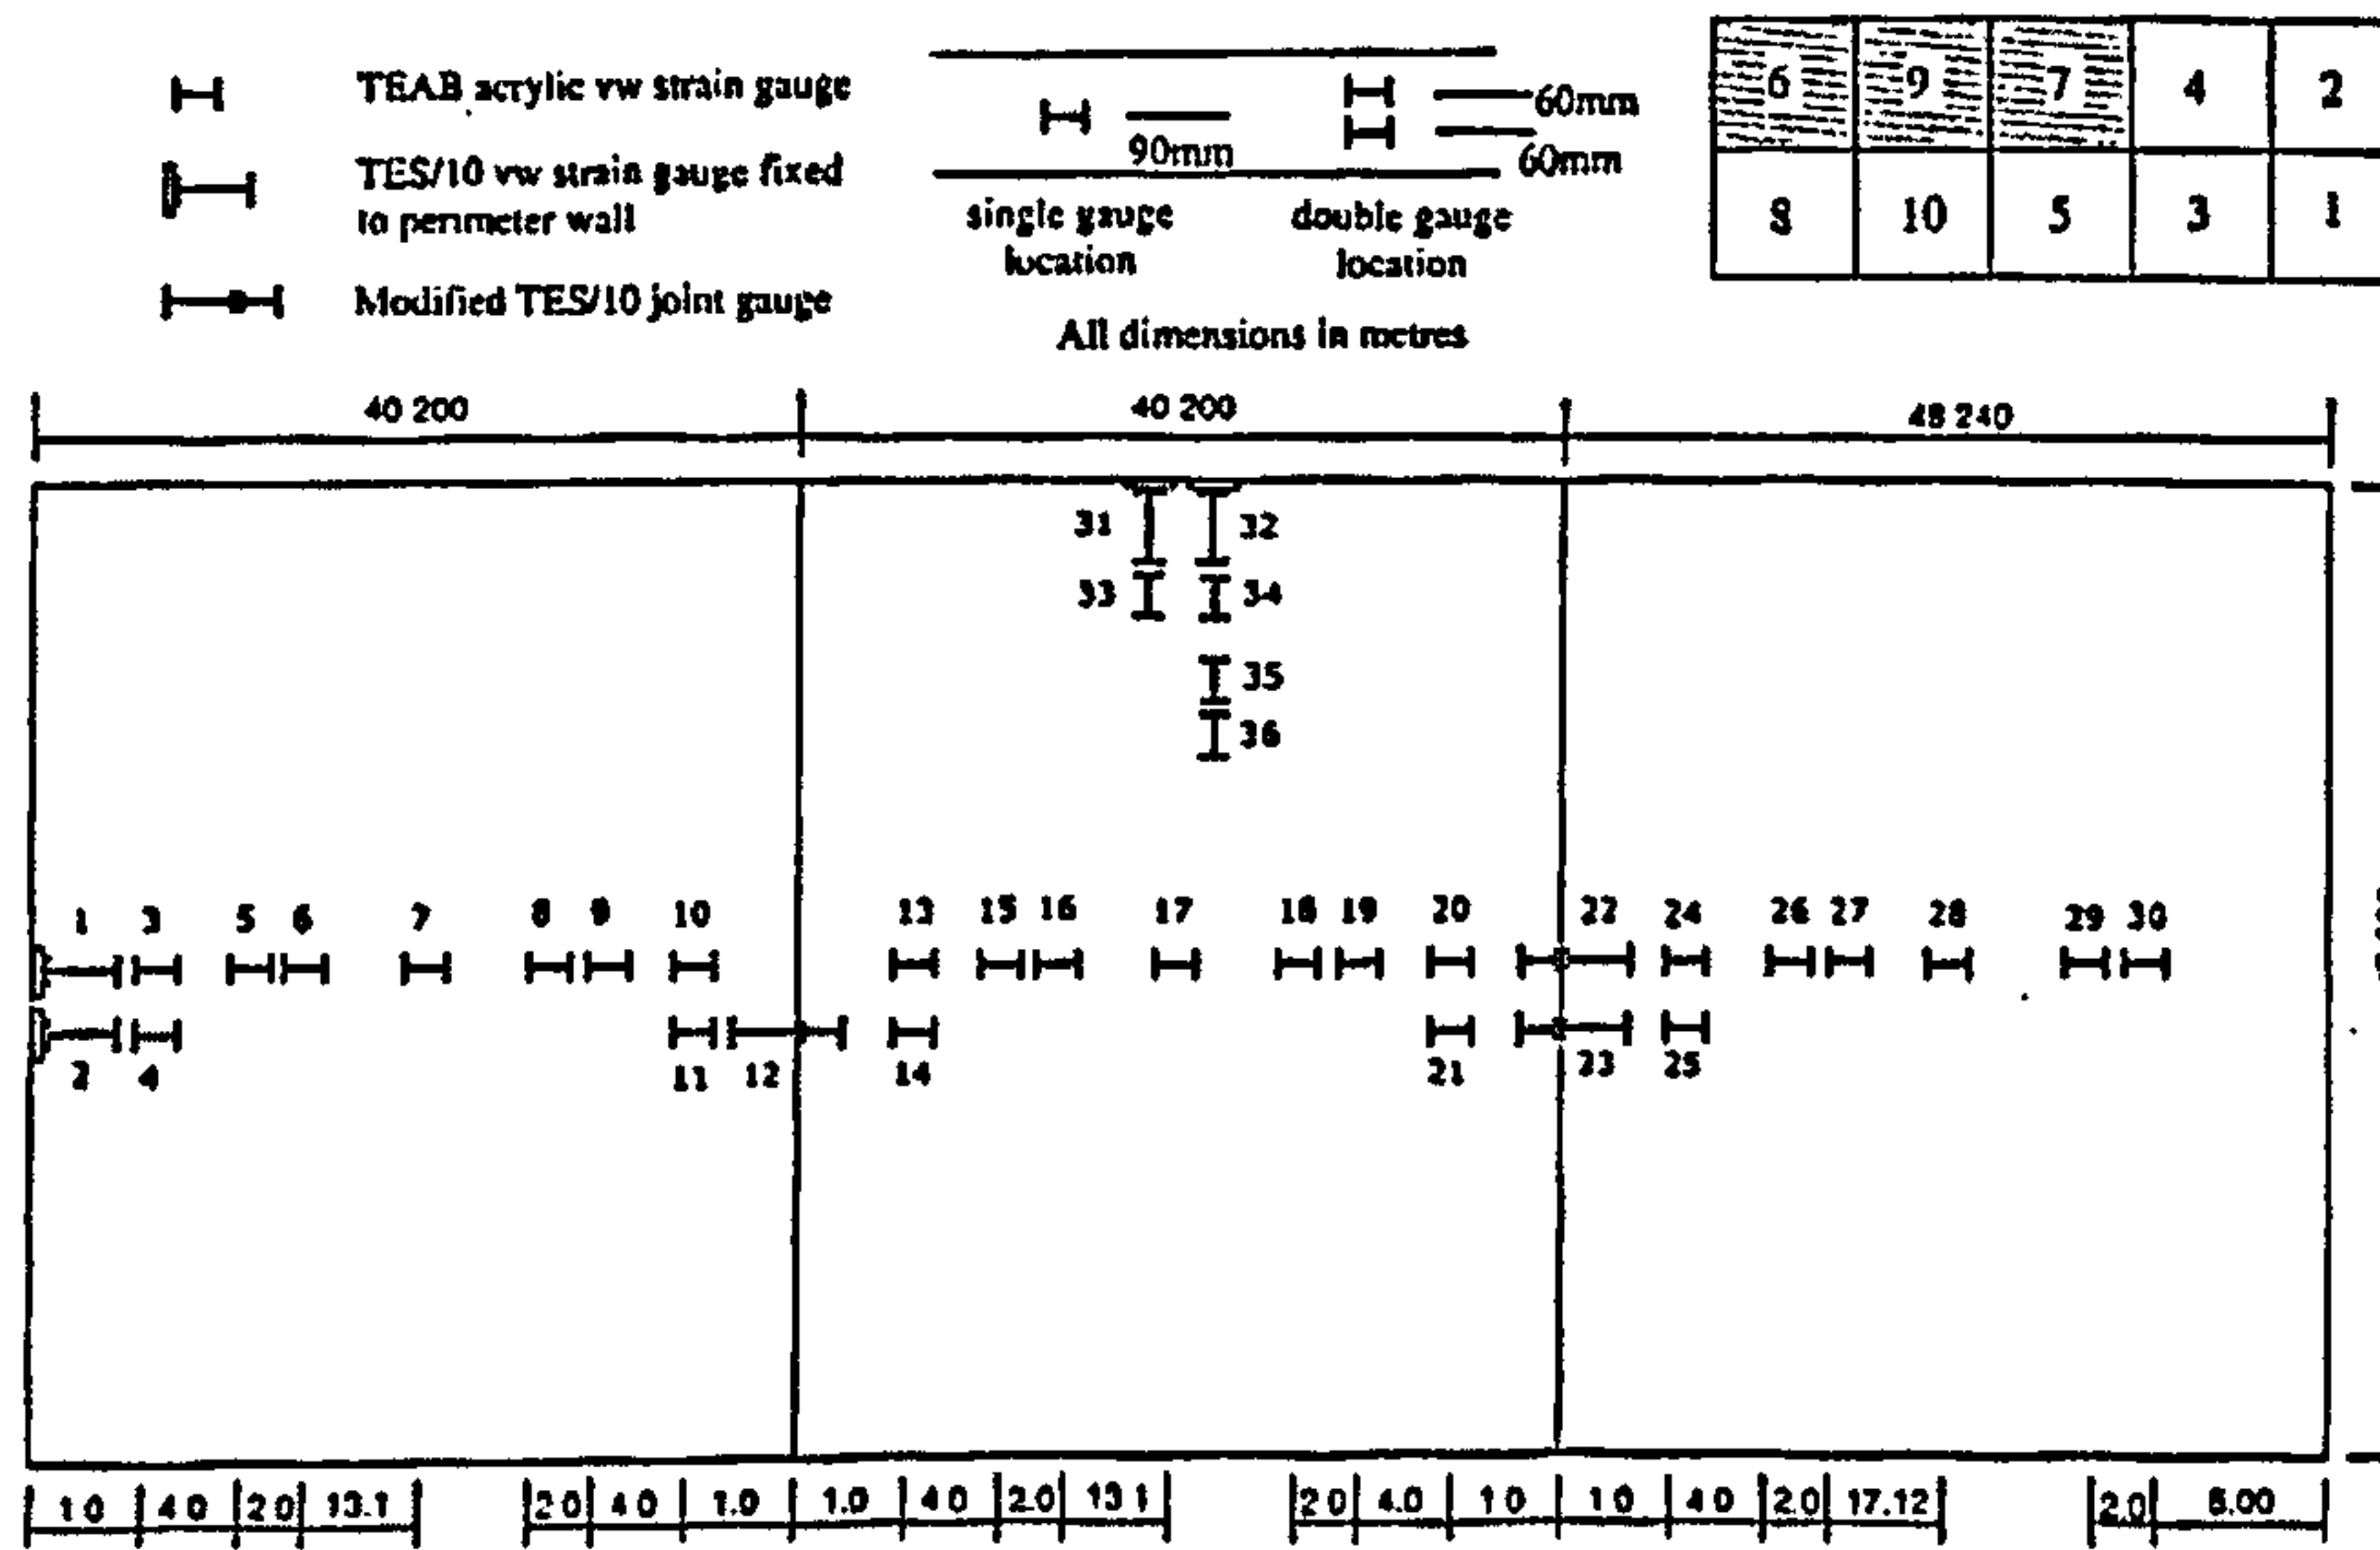 TEAB acrylic vw strain gauge
TES/10 vw strain gauge fixed
to perimeter wall
Modified TES/10 joint gauge
90mm
60mm
60mm
single gauge
location
double gauge
location
All dimensions in metres
6 9 7 4 2
8 10 5 3 1
40 200 40 200 48 240
31 32
33 34
35
36
1 3 5 6 7 8 9 10 13 15 16 17 18 19 20 22 24 26 27 28 29 30
2 4 11 12 14 21 23 25
1 0 4 0 2 0 13.1 2 0 4 0 1.0 1.0 4 0 2.0 13 1 2 0 4.0 1 0 1 0 4 0 2.0 17.12 2.0